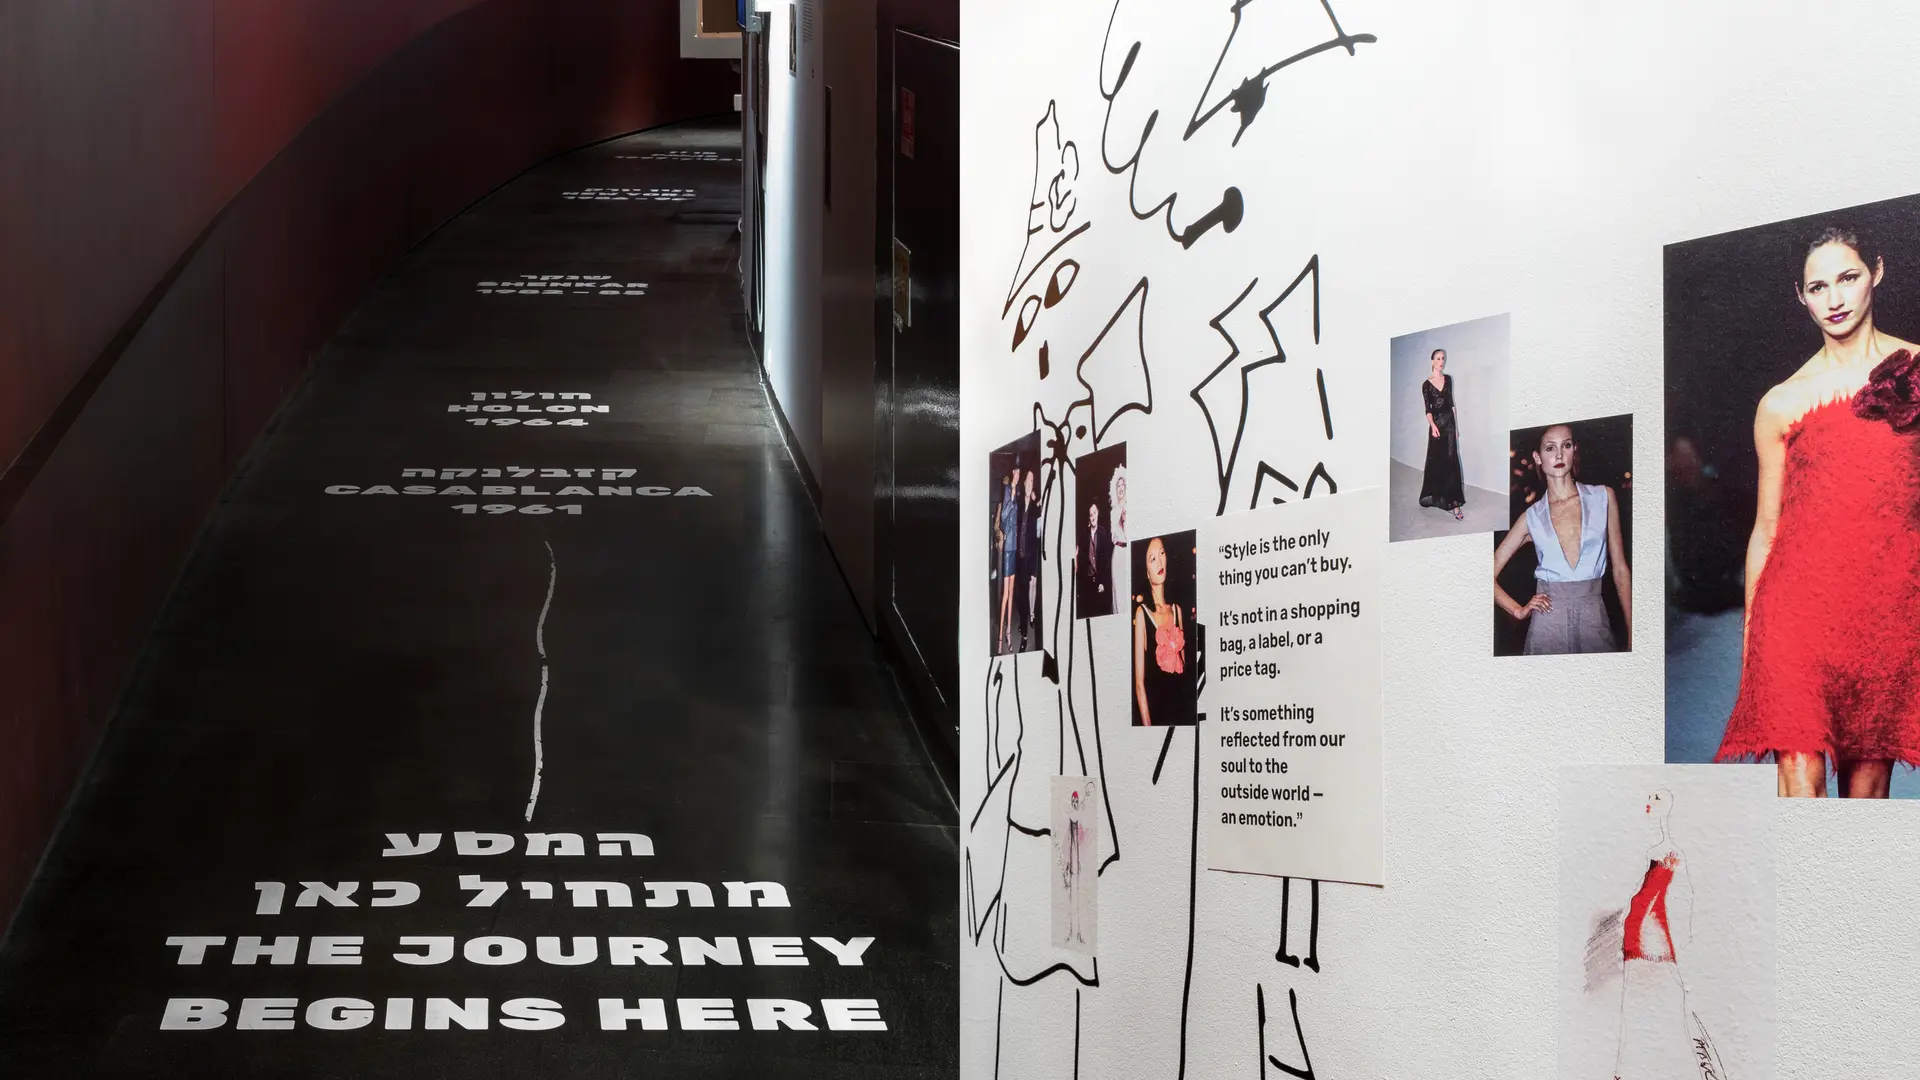 שנקר
SHENKAR
1982 – 85
חולון
HOLON
1964
קזבלנקה
CASABLANCA
1961
המסע
מתחיל כאן
THE JOURNEY
BEGINS HERE
“Style is the only
thing you can’t buy.
It’s not in a shopping
bag, a label, or a
price tag.
It’s something
reflected from our
soul to the
outside world –
an emotion.”